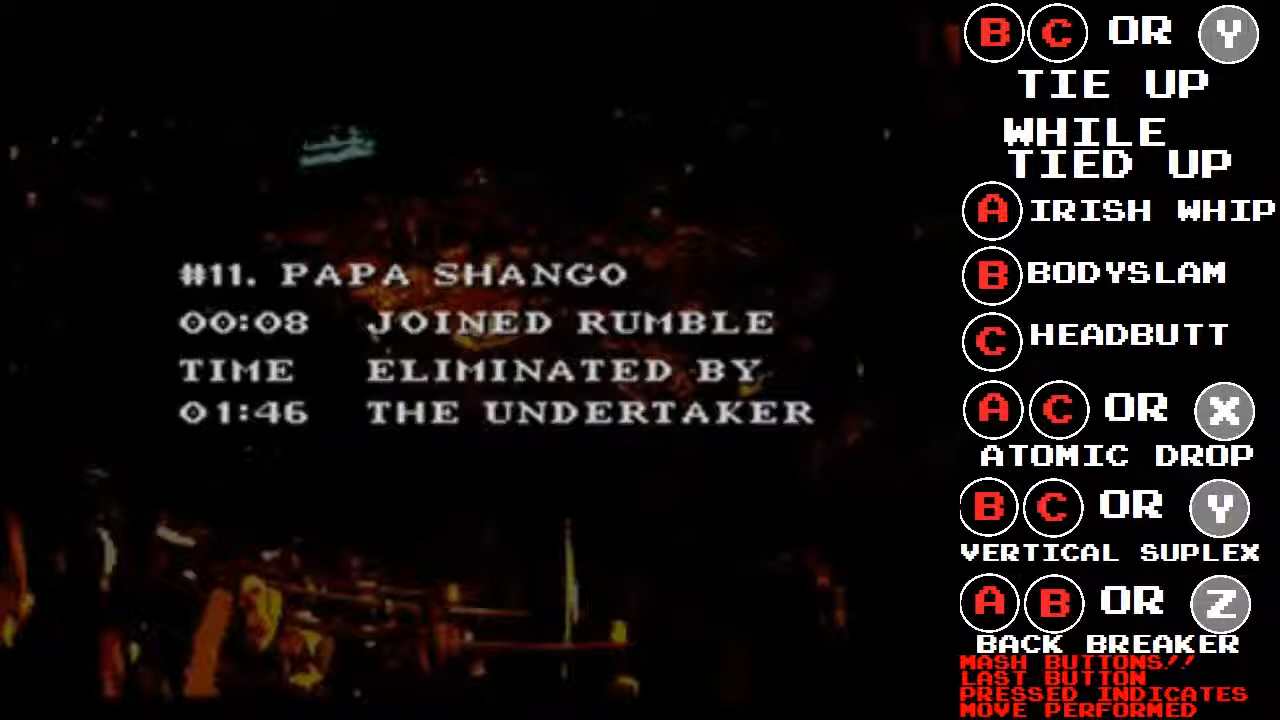 #11. PAPA SHANGO
00:08 JOINED RUMBLE
TIME ELIMINATED BY
01:46 THE UNDERTAKER
B C OR Y
TIE UP
WHILE
TIED UP
A IRISH WHIP
B BODYSLAM
C HEADBUTT
A C OR X
ATOMIC DROP
B C OR Y
VERTICAL SUPLEX
A B OR Z
BACK BREAKER
MASH BUTTONS!!
LAST BUTTON
PRESSED INDICATES
MOVE PERFORMED